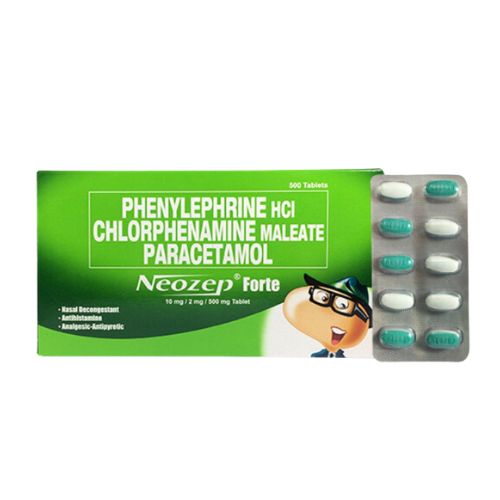 500 Tablets
PHENYLEPHRINE HCl
CHLORPHENAMINE MALEATE
PARACETAMOL
Neozep® Forte
10 mg / 2 mg / 500 mg Tablet
• Nasal Decongestant
• Antihistamine
• Analgesic-Antipyretic